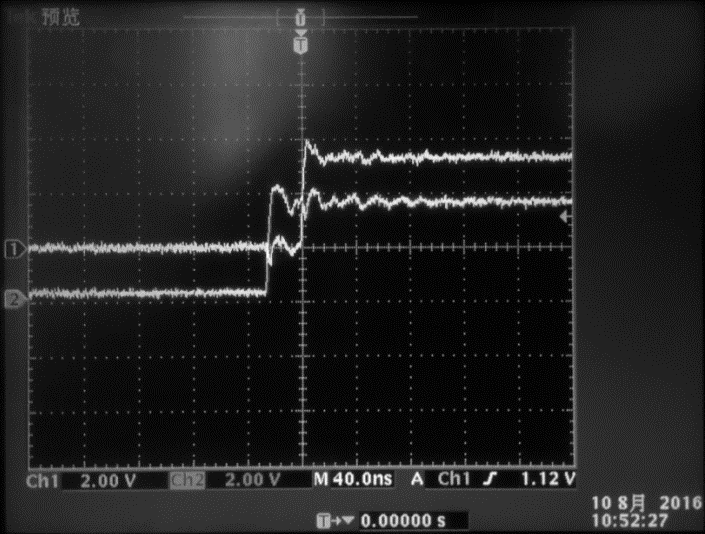 Tek 预览
T
T
1
2
Ch1 2.00 V Ch2 2.00 V M 40.0ns A Ch1 1.12 V
T 0.00000 s
10 8月 2016
10:52:27